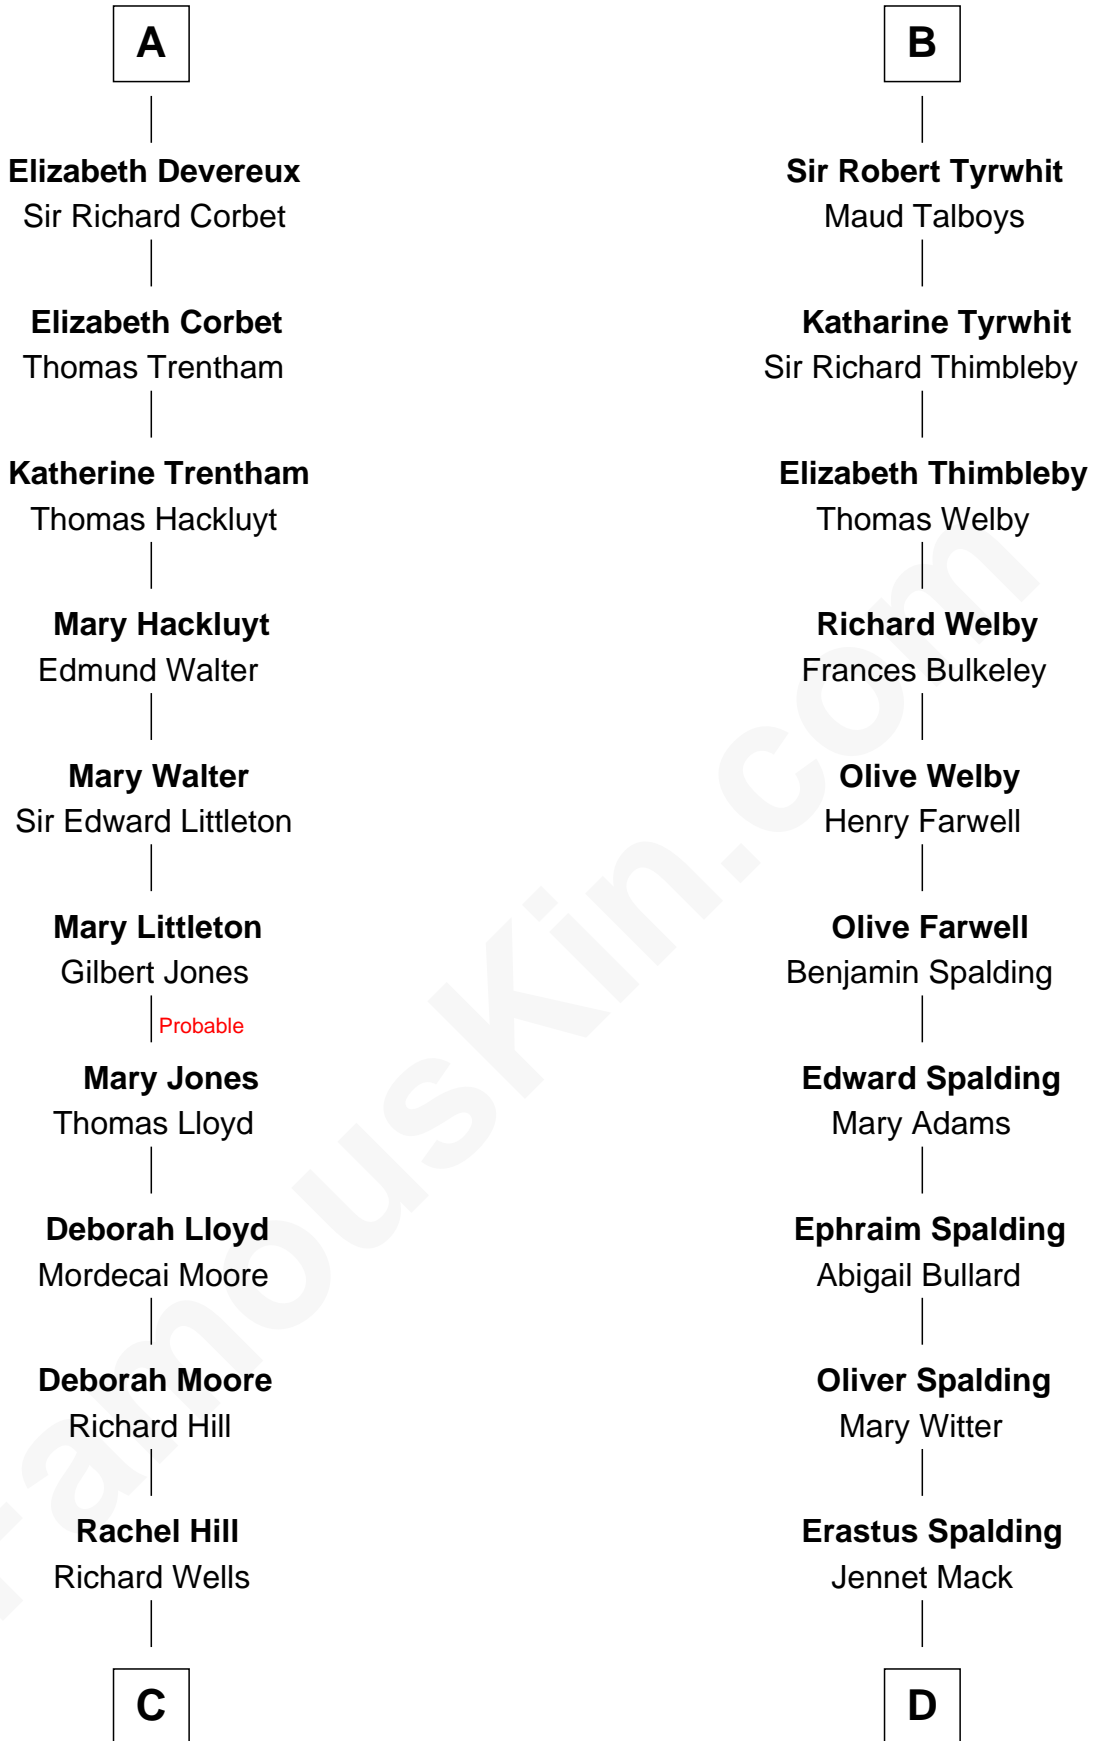 A
Elizabeth Devereux
Sir Richard Corbet
Elizabeth Corbet
Thomas Trentham
Katherine Trentham
Thomas Hackluyt
Mary Hackluyt
Edmund Walter
Mary Walter
Sir Edward Littleton
Mary Littleton
Gilbert Jones
Probable
Mary Jones
Thomas Lloyd
Deborah Lloyd
Mordecai Moore
Deborah Moore
Richard Hill
Rachel Hill
Richard Wells
C
B
Sir Robert Tyrwhit
Maud Talboys
Katharine Tyrwhit
Sir Richard Thimbleby
Elizabeth Thimbleby
Thomas Welby
Richard Welby
Frances Bulkeley
Olive Welby
Henry Farwell
Olive Farwell
Benjamin Spalding
Edward Spalding
Mary Adams
Ephraim Spalding
Abigail Bullard
Oliver Spalding
Mary Witter
Erastus Spalding
Jennet Mack
D
FamousKin.com